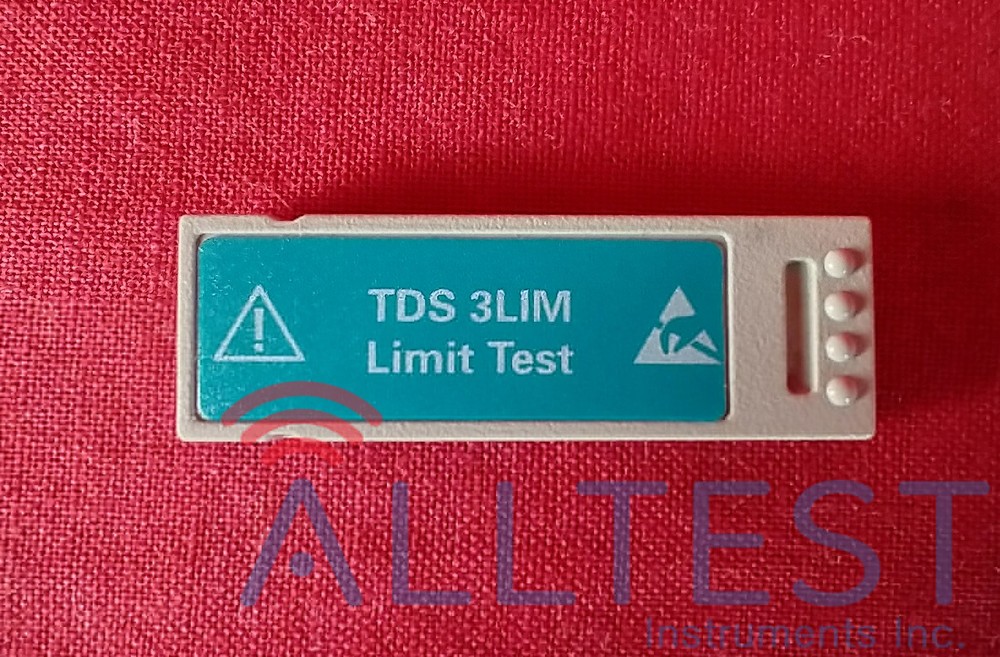 TDS 3LIM
Limit Test
ALLTEST
Instruments Inc.